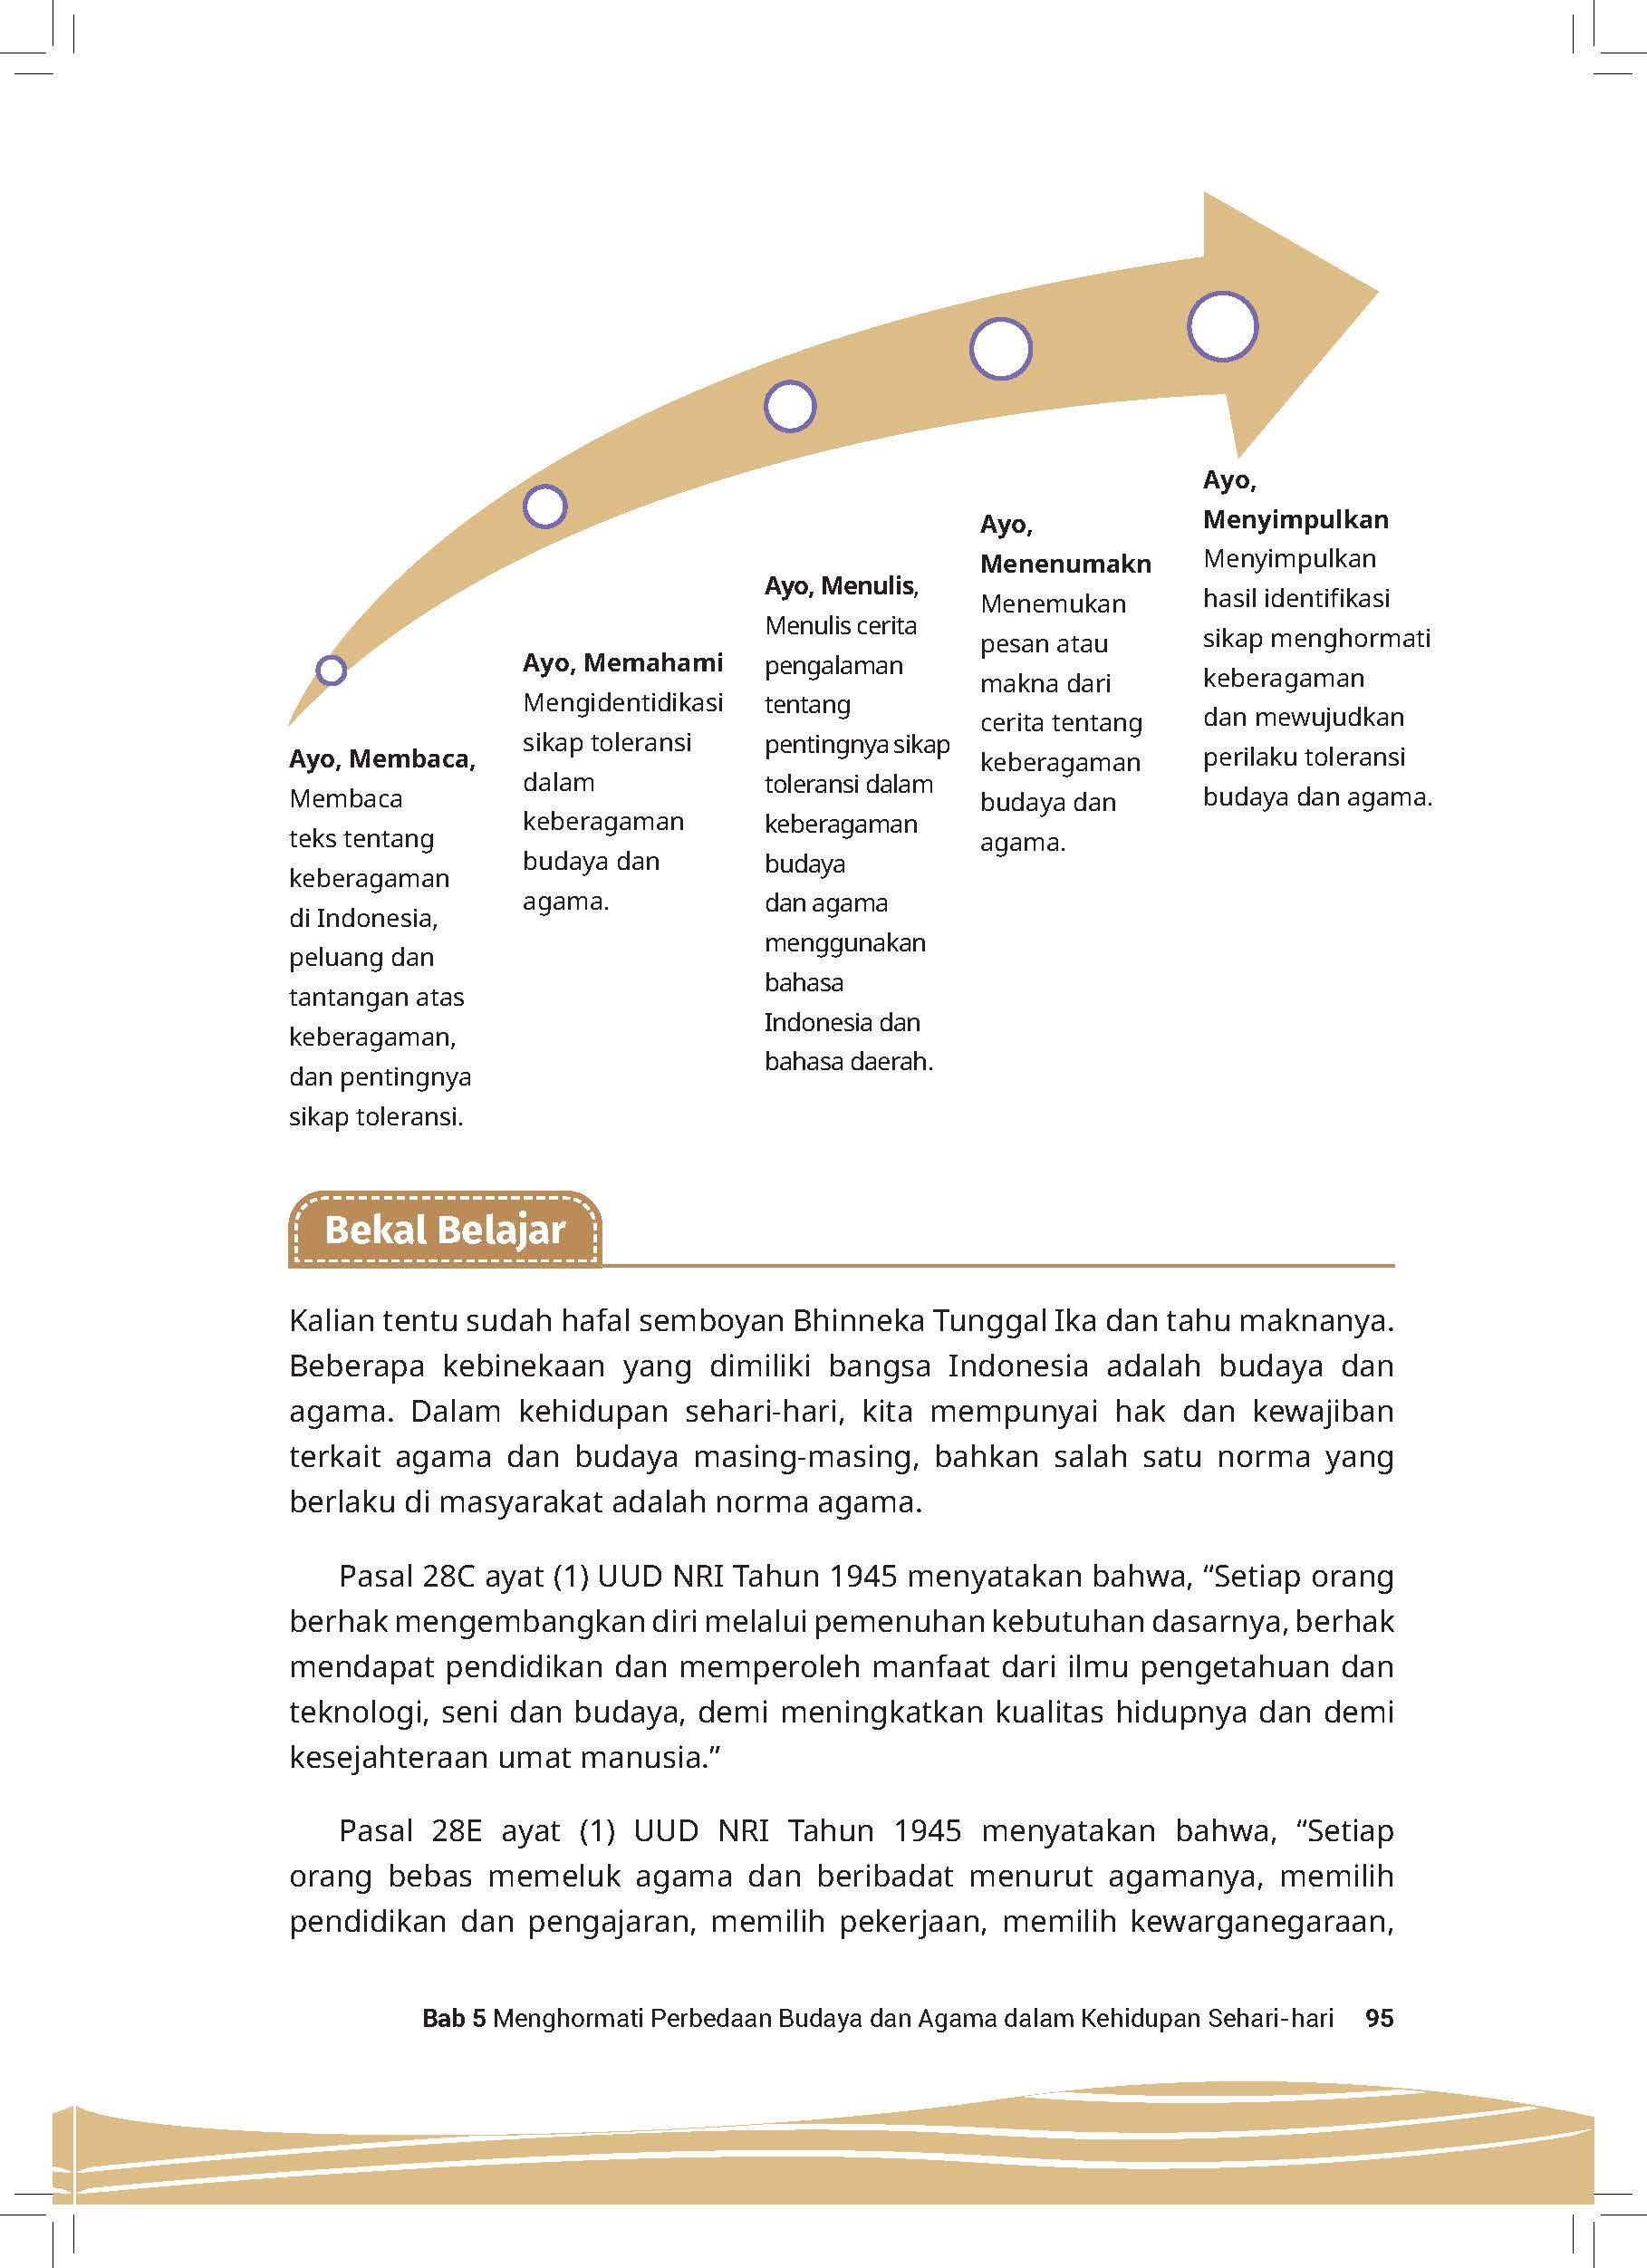 Ayo, Membaca,
Membaca
teks tentang
keberagaman
di Indonesia,
peluang dan
tantangan atas
keberagaman,
dan pentingnya
sikap toleransi.
Ayo, Memahami
Mengidentidikasi
sikap toleransi
dalam
keberagaman
budaya dan
agama.
Ayo, Menulis,
Menulis cerita
pengalaman
tentang
pentingnya sikap
toleransi dalam
keberagaman
budaya
dan agama
menggunakan
bahasa
Indonesia dan
bahasa daerah.
Ayo,
Menenumakn
Menemukan
pesan atau
makna dari
cerita tentang
keberagaman
budaya dan
agama.
Ayo,
Menyimpulkan
Menyimpulkan
hasil identifikasi
sikap menghormati
keberagaman
dan mewujudkan
perilaku toleransi
budaya dan agama.
Bekal Belajar
Kalian tentu sudah hafal semboyan Bhinneka Tunggal Ika dan tahu maknanya.
Beberapa kebinekaan yang dimiliki bangsa Indonesia adalah budaya dan
agama. Dalam kehidupan sehari-hari, kita mempunyai hak dan kewajiban
terkait agama dan budaya masing-masing, bahkan salah satu norma yang
berlaku di masyarakat adalah norma agama.
Pasal 28C ayat (1) UUD NRI Tahun 1945 menyatakan bahwa, “Setiap orang
berhak mengembangkan diri melalui pemenuhan kebutuhan dasarnya, berhak
mendapat pendidikan dan memperoleh manfaat dari ilmu pengetahuan dan
teknologi, seni dan budaya, demi meningkatkan kualitas hidupnya dan demi
kesejahteraan umat manusia.”
Pasal 28E ayat (1) UUD NRI Tahun 1945 menyatakan bahwa, “Setiap
orang bebas memeluk agama dan beribadat menurut agamanya, memilih
pendidikan dan pengajaran, memilih pekerjaan, memilih kewarganegaraan,
Bab 5 Menghormati Perbedaan Budaya dan Agama dalam Kehidupan Sehari-hari 95